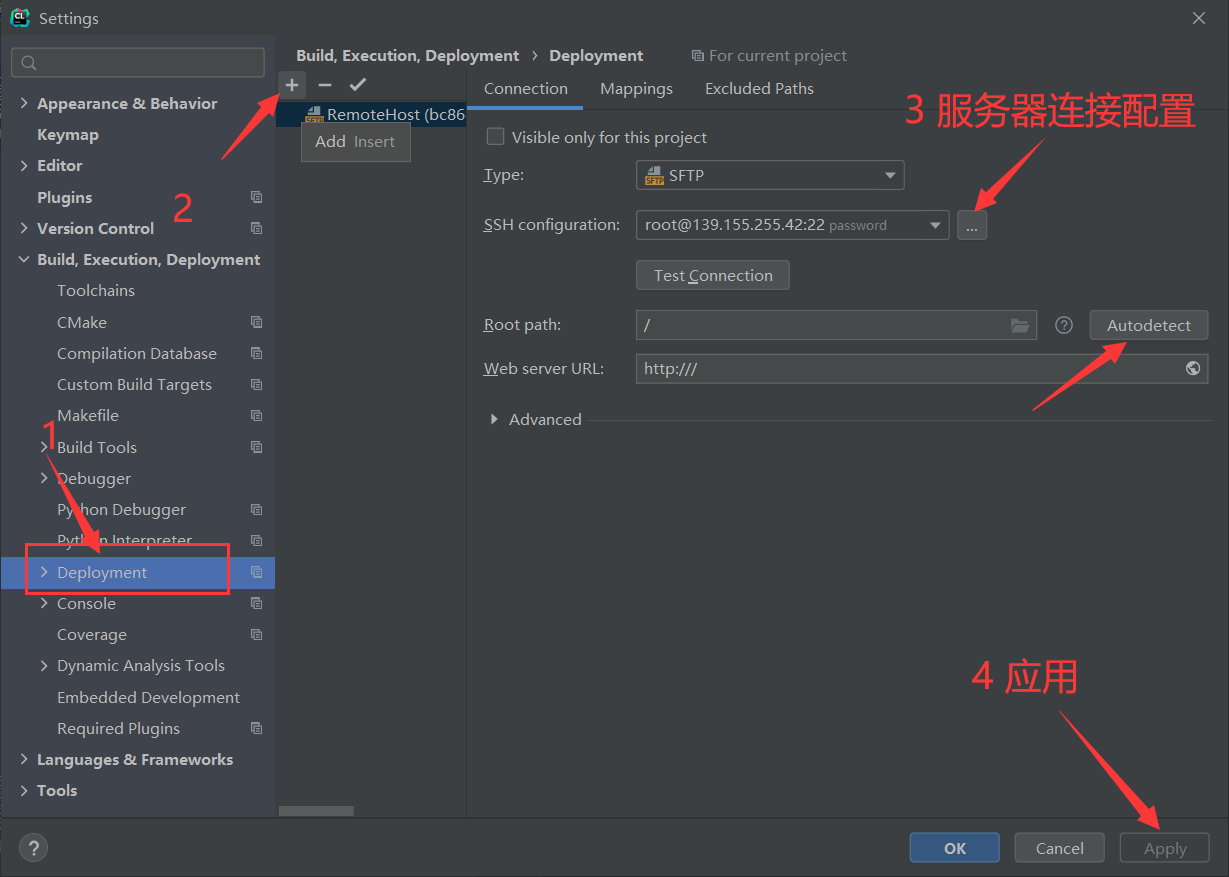 CL Settings
Build, Execution, Deployment › Deployment For current project
Appearance & Behavior
Keymap
Editor
Plugins
Version Control
Build, Execution, Deployment
Toolchains
CMake
Compilation Database
Custom Build Targets
Makefile
Build Tools
Debugger
Python Debugger
Python Interpreter
Deployment
Console
Coverage
Dynamic Analysis Tools
Embedded Development
Required Plugins
Languages & Frameworks
Tools
1
2
RemoteHost (bc86
SFTP
Add Insert
Connection Mappings Excluded Paths
3 服务器连接配置
Visible only for this project
Type: SFTP SFTP
SSH configuration: root@139.155.255.42:22 password ...
Test Connection
Root path: / ? Autodetect
Web server URL: http:///
Advanced
4 应用
? OK Cancel Apply